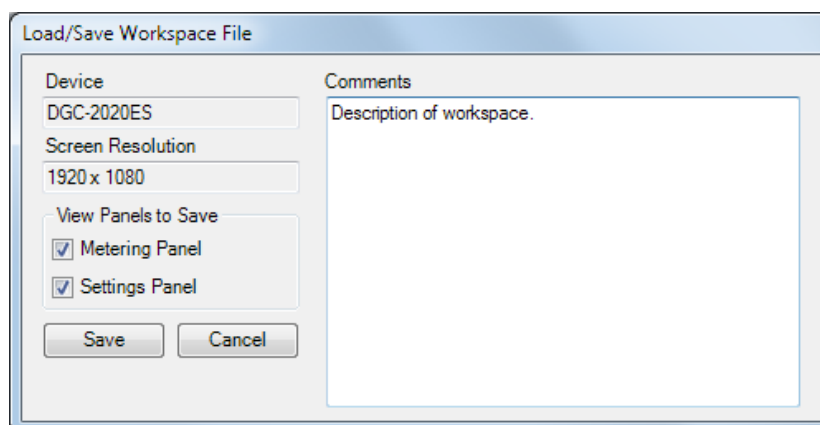 Load/Save Workspace File
Device
DGC-2020ES
Screen Resolution
1920 x 1080
View Panels to Save
Metering Panel
Settings Panel
Save
Cancel
Comments
Description of workspace.